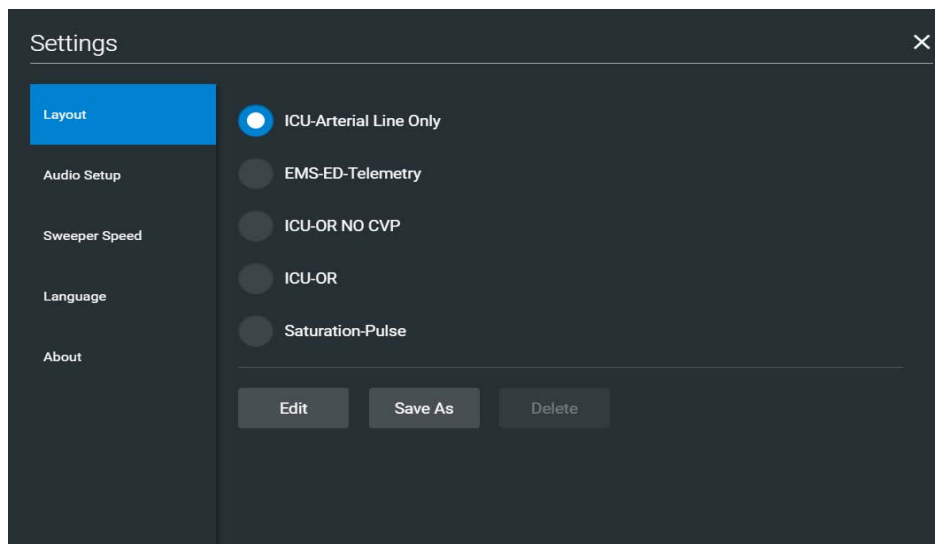 Settings
Layout
Audio Setup
Sweeper Speed
Language
About
ICU-Arterial Line Only
EMS-ED-Telemetry
ICU-OR NO CVP
ICU-OR
Saturation-Pulse
Edit
Save As
Delete